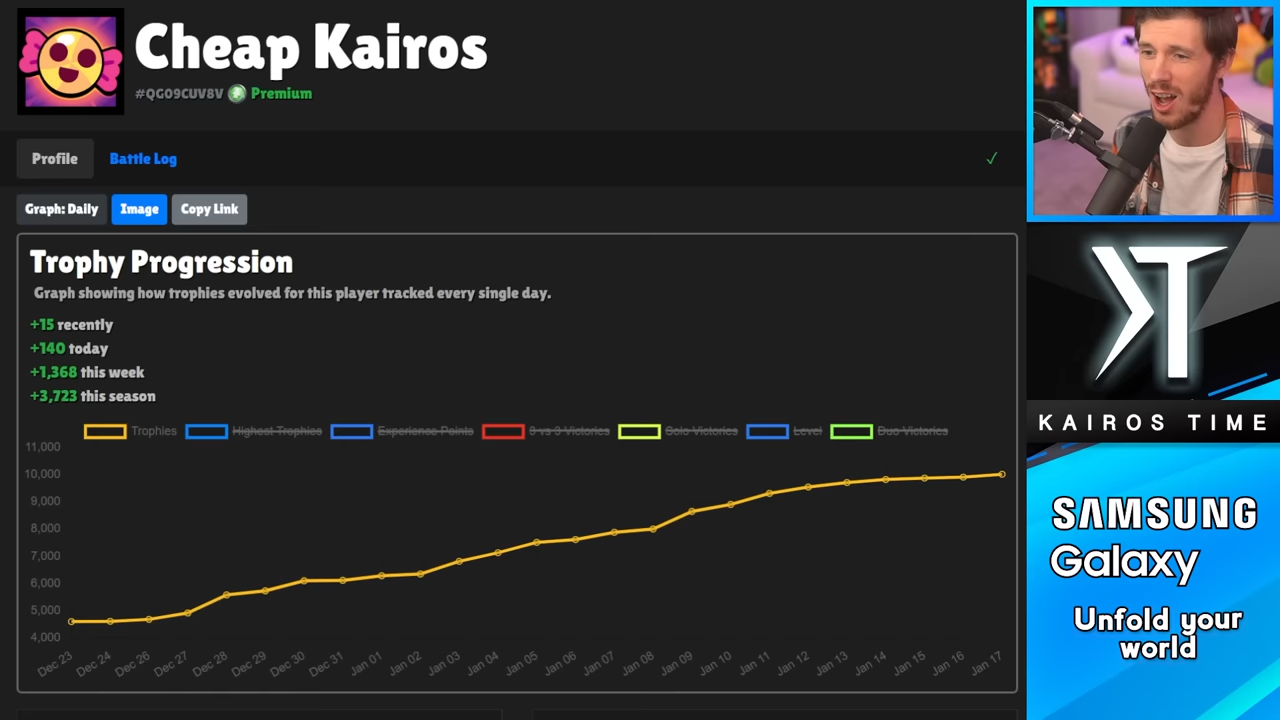 Cheap Kairos
#QG09CUV8V Premium
Profile
Battle Log
✓
Graph: Daily
Image
Copy Link
Trophy Progression
Graph showing how trophies evolved for this player tracked every single day.
+15 recently
+140 today
+1,368 this week
+3,723 this season
Trophies
Highest Trophies
Experience Points
3 vs 3 Victories
Solo Victories
Level
Duo Victories
11,000
10,000
9,000
8,000
7,000
6,000
5,000
4,000
Dec 23
Dec 24
Dec 26
Dec 27
Dec 28
Dec 29
Dec 30
Dec 31
Jan 01
Jan 02
Jan 03
Jan 04
Jan 05
Jan 06
Jan 07
Jan 08
Jan 09
Jan 10
Jan 11
Jan 12
Jan 13
Jan 14
Jan 15
Jan 16
Jan 17
KT
KAIROS TIME
SAMSUNG
Galaxy
Unfold your
world